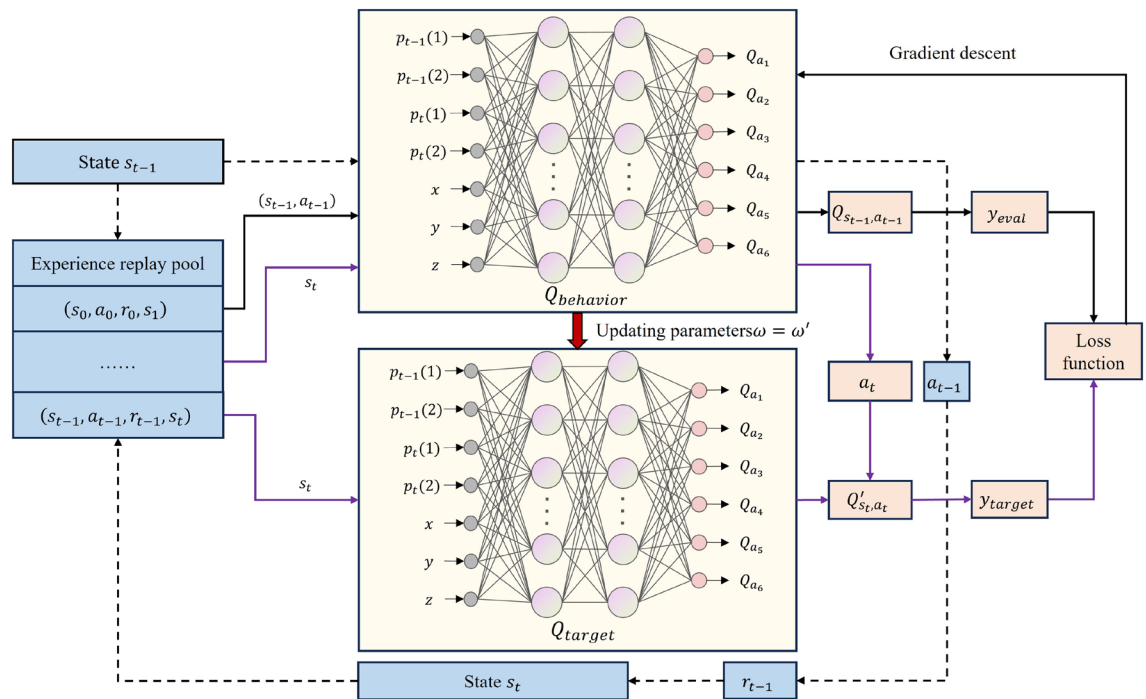 State s_{t-1}
Experience replay pool
(s_0, a_0, r_0, s_1)
……
(s_{t-1}, a_{t-1}, r_{t-1}, s_t)
(s_{t-1}, a_{t-1})
s_t
s_t
p_{t-1}(1)
p_{t-1}(2)
p_t(1)
p_t(2)
x
y
z
Q_{a_1}
Q_{a_2}
Q_{a_3}
Q_{a_4}
Q_{a_5}
Q_{a_6}
Q_{behavior}
Updating parametersω = ω'
p_{t-1}(1)
p_{t-1}(2)
p_t(1)
p_t(2)
x
y
z
Q_{a_1}
Q_{a_2}
Q_{a_3}
Q_{a_4}
Q_{a_5}
Q_{a_6}
Q_{target}
Gradient descent
Q_{s_{t-1},a_{t-1}}
y_{eval}
Loss
function
a_t
a_{t-1}
Q'_{s_t,a_t}
y_{target}
State s_t
r_{t-1}